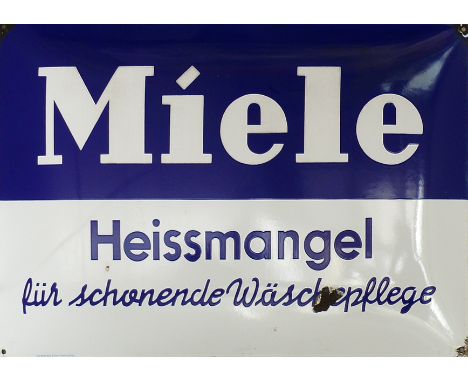 Miele
Heissmangel
für schonende Wäschepflege